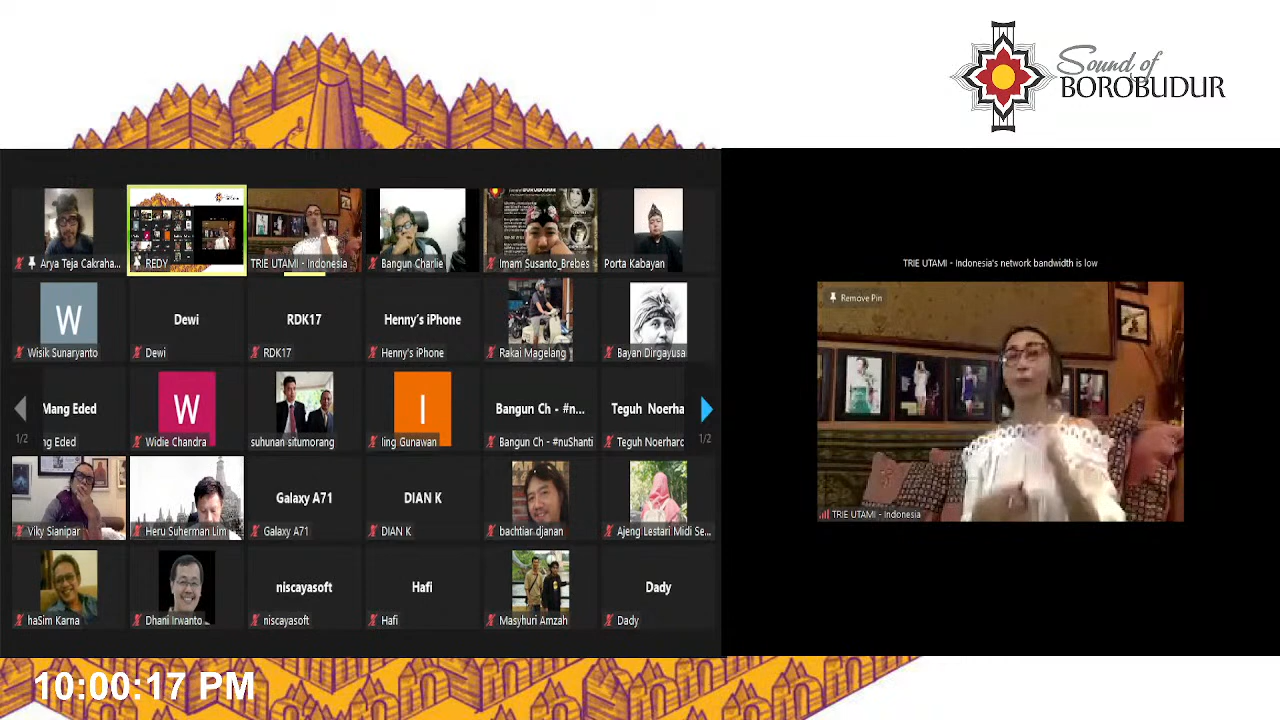 Sound of
BOROBUDUR
Arya Teja Cakraha...
REDY
TRIE UTAMI - Indonesia
Bangun Charlie
Imam Susanto_Brebes
Porta Kabayan
W
Wisik Sunaryanto
Dewi
Dewi
RDK17
RDK17
Henny's iPhone
Henny's iPhone
Rakai Magelang
Bayan Dirgayusa
Mang Eded
ng Eded
W
Widie Chandra
suhunan situmorang
I
Iing Gunawan
Bangun Ch - #n...
Bangun Ch - #nuShanti
Teguh Noerha
Teguh Noerharc
1/2
1/2
Viky Sianipar
Heru Suherman Lim
Galaxy A71
Galaxy A71
DIAN K
DIAN K
bachtiar djanan
Ajeng Lestari Midi Se...
haSim Karna
Dhani Irwanto
niscayasoft
niscayasoft
Hafi
Hafi
Masyhuri Amzah
Dady
Dady
TRIE UTAMI - Indonesia's network bandwidth is low
Remove Pin
TRIE UTAMI - Indonesia
10:00:17 PM